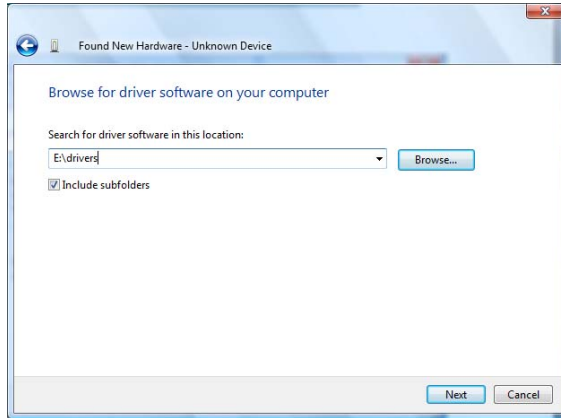 Found New Hardware - Unknown Device
Browse for driver software on your computer
Search for driver software in this location:
E:\drivers
Browse...
Include subfolders
Next
Cancel